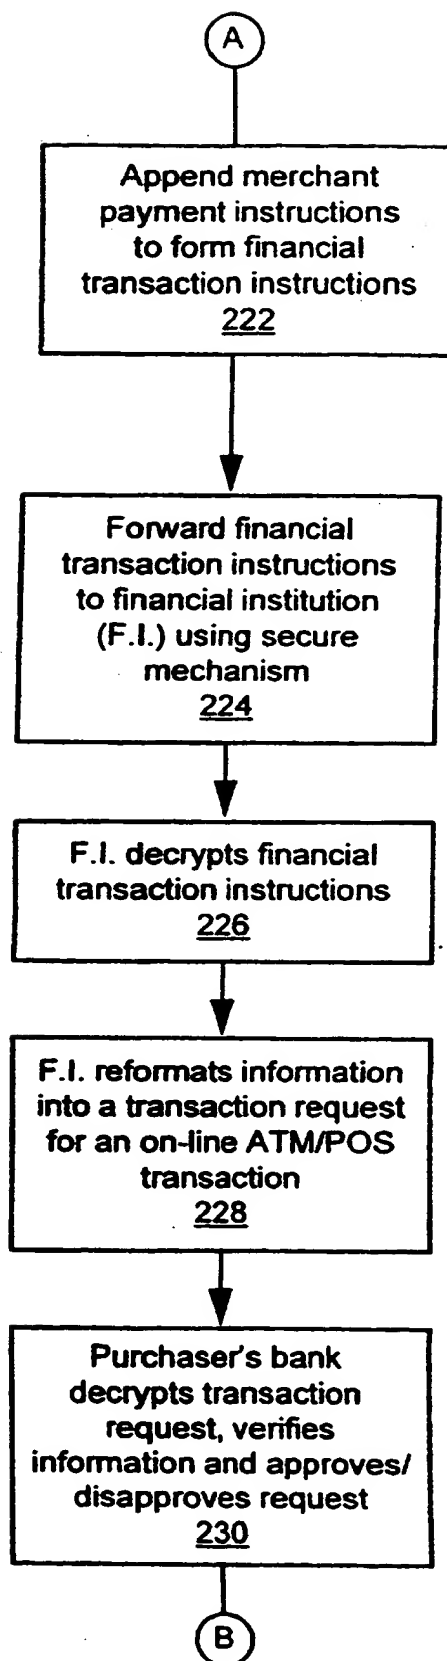 A
Append merchant
payment instructions
to form financial
transaction instructions
222
Forward financial
transaction instructions
to financial institution
(F.I.) using secure
mechanism
224
F.I. decrypts financial
transaction instructions
226
F.I. reformats information
into a transaction request
for an on-line ATM/POS
transaction
228
Purchaser's bank
decrypts transaction
request, verifies
information and approves/
disapproves request
230
B